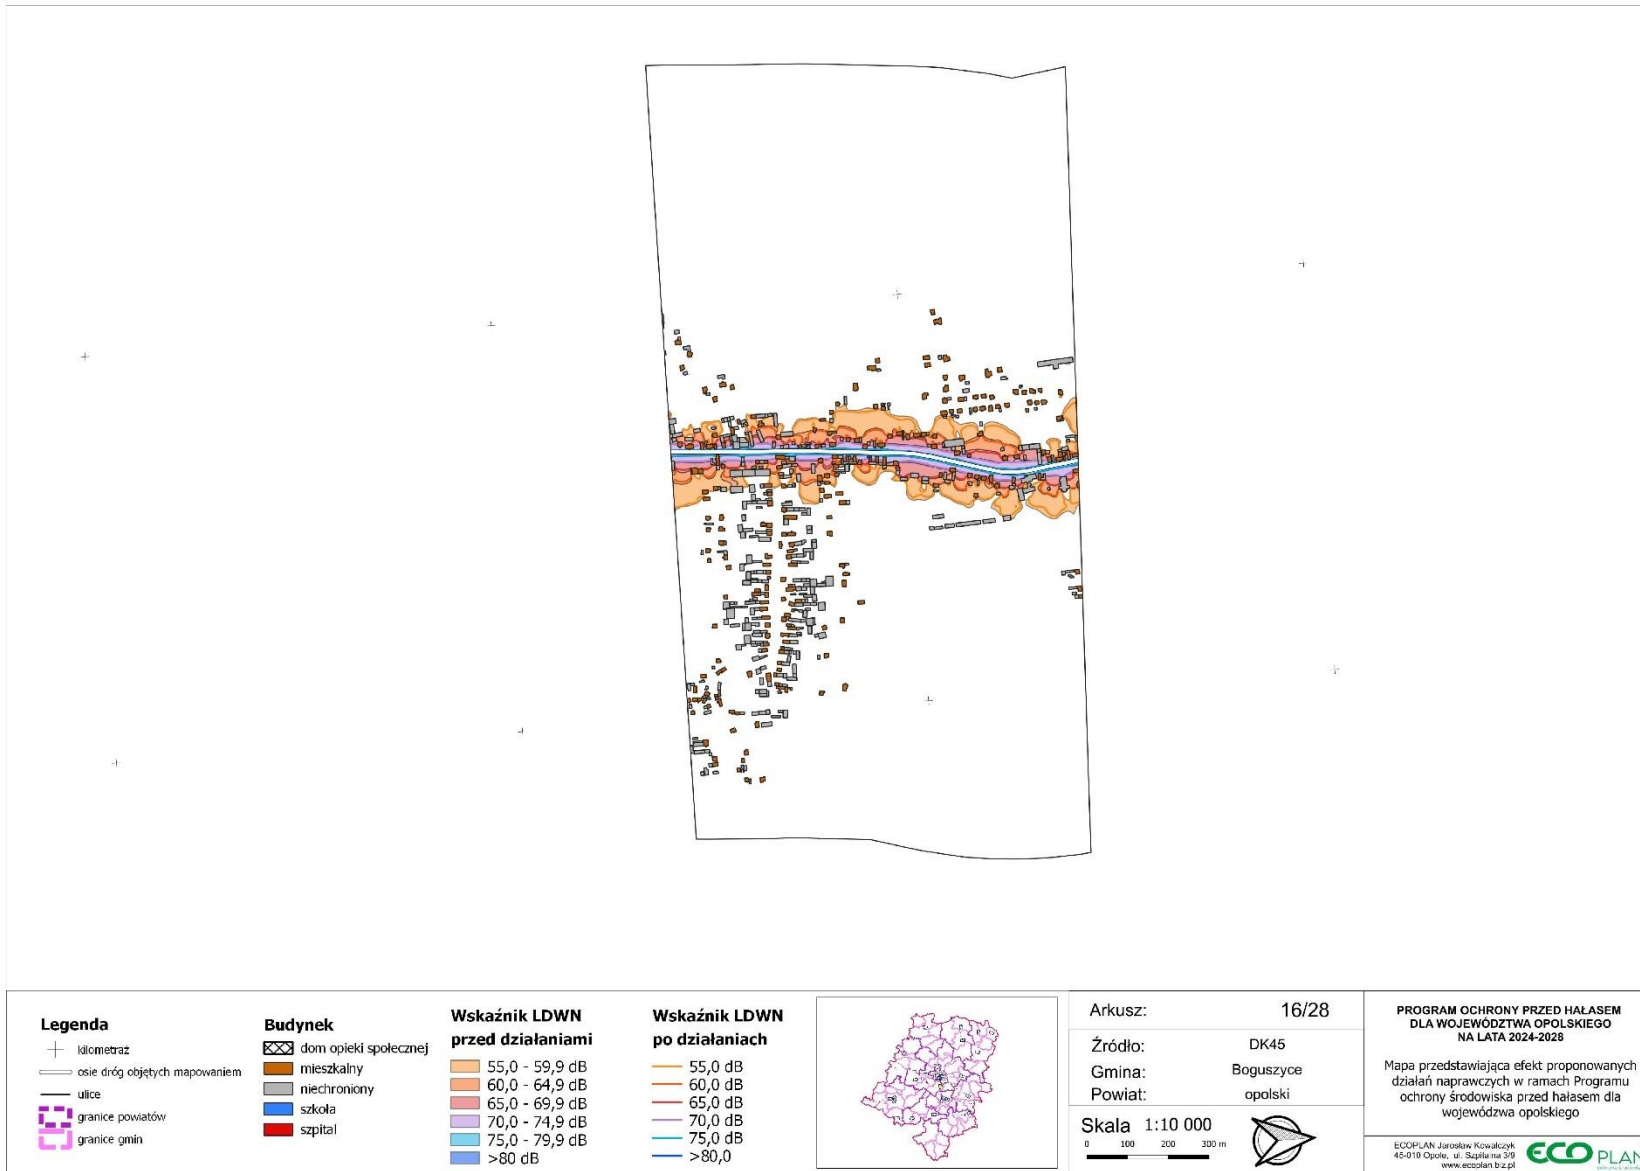 Legenda
kilometraż
osie dróg objętych mapowaniem
ulice
granice powiatów
granice gmin
Budynek
dom opieki społecznej
mieszkalny
niechroniony
szkoła
szpital
Wskaźnik LDWN
przed działaniami
55,0 - 59,9 dB
60,0 - 64,9 dB
65,0 - 69,9 dB
70,0 - 74,9 dB
75,0 - 79,9 dB
>80 dB
Wskaźnik LDWN
po działaniach
55,0 dB
60,0 dB
65,0 dB
70,0 dB
75,0 dB
>80,0
Arkusz: 16/28
Źródło: DK45
Gmina: Boguszyce
Powiat: opolski
Skala 1:10 000
0 100 200 300 m
PROGRAM OCHRONY PRZED HAŁASEM
DLA WOJEWÓDZTWA OPOLSKIEGO
NA LATA 2024-2028
Mapa przedstawiająca efekt proponowanych
działań naprawczych w ramach Programu
ochrony środowiska przed hałasem dla
województwa opolskiego
ECOPLAN Jarosław Kowalczyk
45-010 Opole, ul. Szpitalna 3/9
www.ecoplan.biz.pl
ECO PLAN